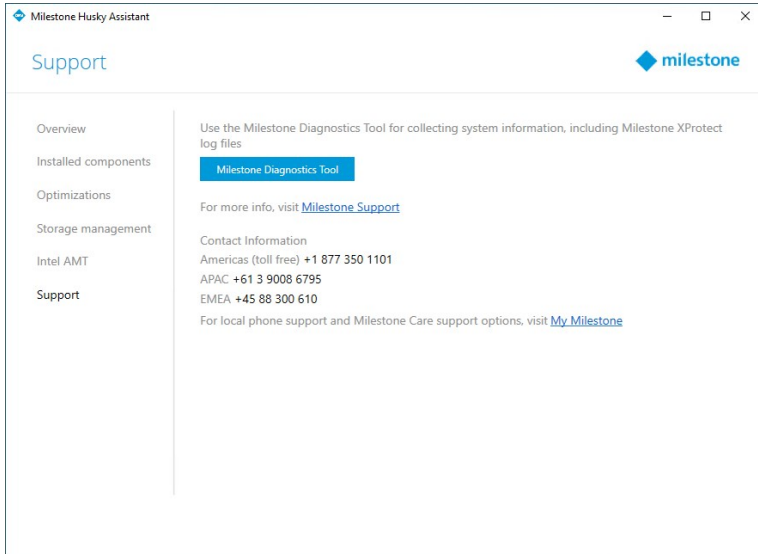 Milestone Husky Assistant
Support
milestone
Overview
Installed components
Optimizations
Storage management
Intel AMT
Support
Use the Milestone Diagnostics Tool for collecting system information, including Milestone XProtect
log files
Milestone Diagnostics Tool
For more info, visit Milestone Support
Contact Information
Americas (toll free) +1 877 350 1101
APAC +61 3 9008 6795
EMEA +45 88 300 610
For local phone support and Milestone Care support options, visit My Milestone